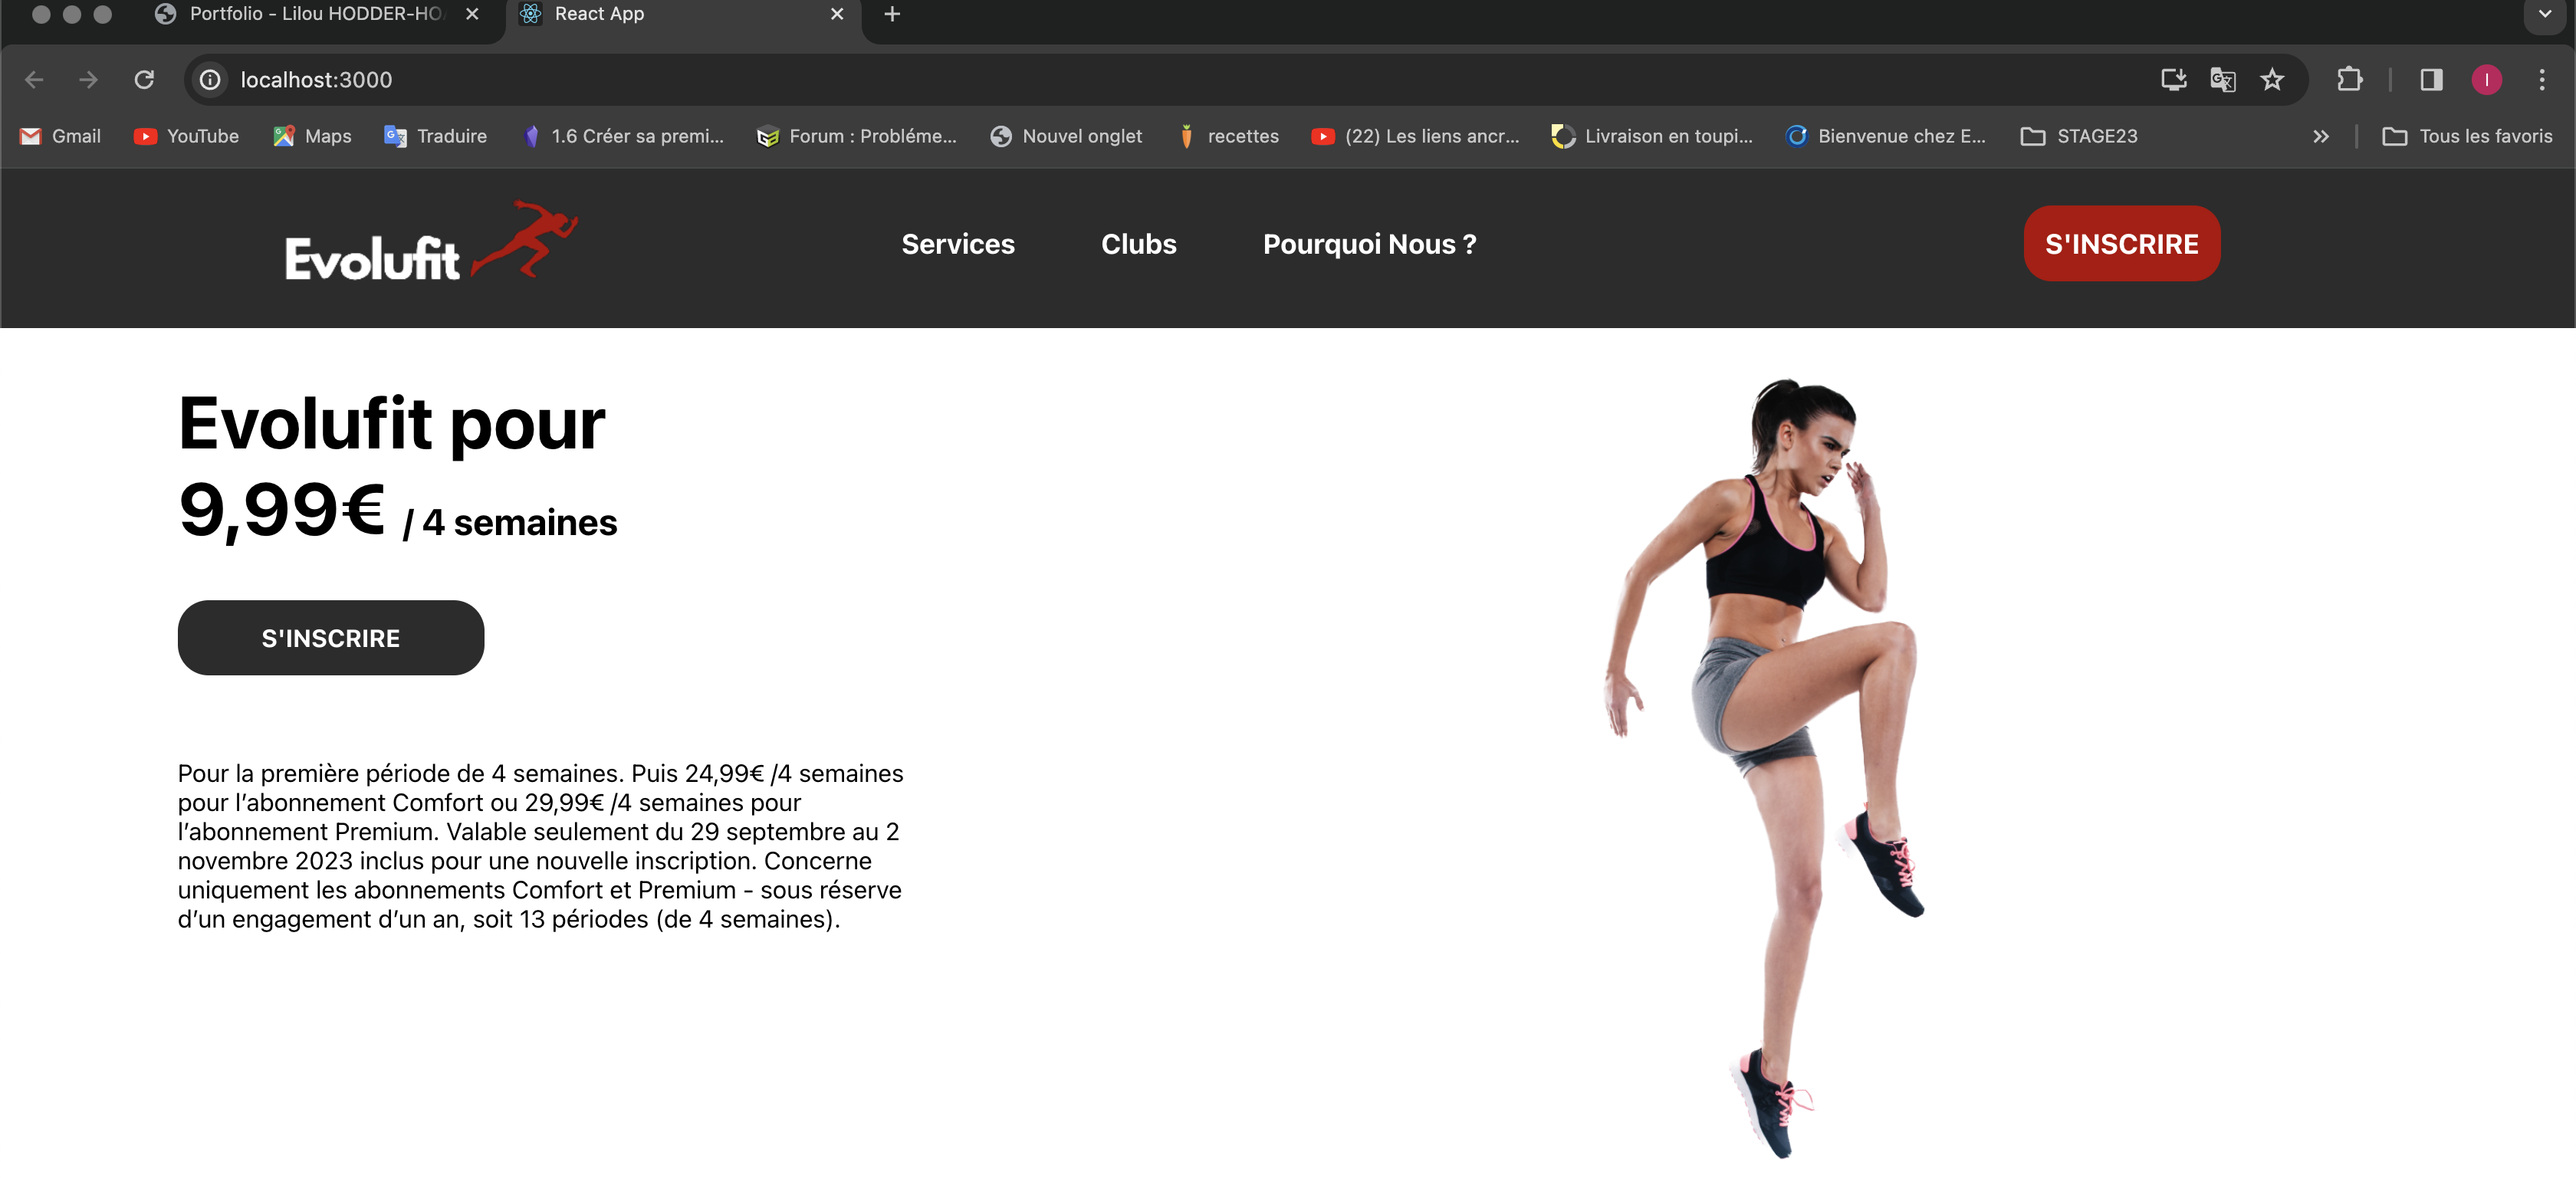 Portfolio - Lilou HODDER-HO
React App
localhost:3000
Gmail
YouTube
Maps
Traduire
1.6 Créer sa premi...
Forum : Probléme...
Nouvel onglet
recettes
(22) Les liens ancr...
Livraison en toupi...
Bienvenue chez E...
STAGE23
Tous les favoris
Evolufit
Services
Clubs
Pourquoi Nous ?
S'INSCRIRE
Evolufit pour
9,99€ / 4 semaines
S'INSCRIRE
Pour la première période de 4 semaines. Puis 24,99€ /4 semaines
pour l’abonnement Comfort ou 29,99€ /4 semaines pour
l’abonnement Premium. Valable seulement du 29 septembre au 2
novembre 2023 inclus pour une nouvelle inscription. Concerne
uniquement les abonnements Comfort et Premium - sous réserve
d’un engagement d’un an, soit 13 périodes (de 4 semaines).